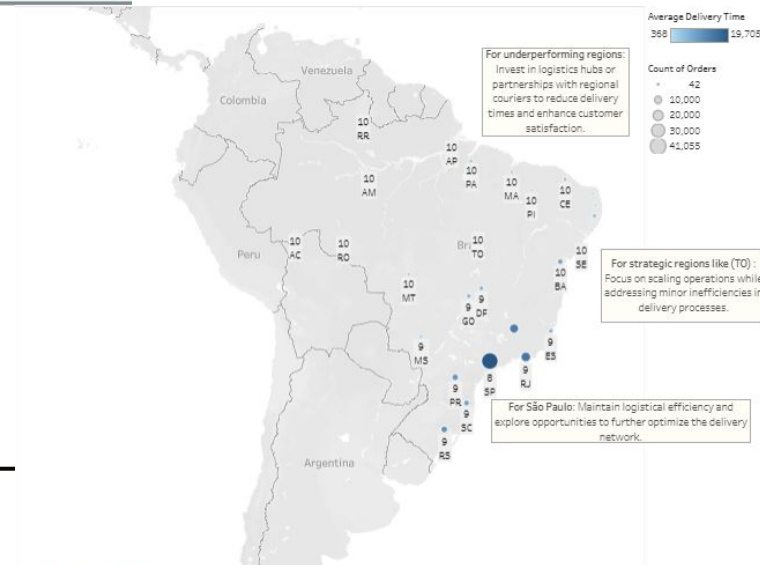 Average Delivery Time
368
19,705
Count of Orders
42
10,000
20,000
30,000
41,055
For underperforming regions:
Invest in logistics hubs or
partnerships with regional
couriers to reduce delivery
times and enhance customer
satisfaction.
Venezuela
Colombia
10
RR
10
AP
10
PA
10
AM
10
MA
10
PI
10
CE
Peru
10
AC
10
RO
10
TO
10
SE
10
BA
10
MT
9
GO
9
DF
For strategic regions like (TO) :
Focus on scaling operations while
addressing minor inefficiencies in
delivery processes.
9
MS
9
ES
8
SP
9
RJ
9
PR
9
SC
9
RS
For São Paulo: Maintain logistical efficiency and
explore opportunities to further optimize the delivery
network.
Argentina